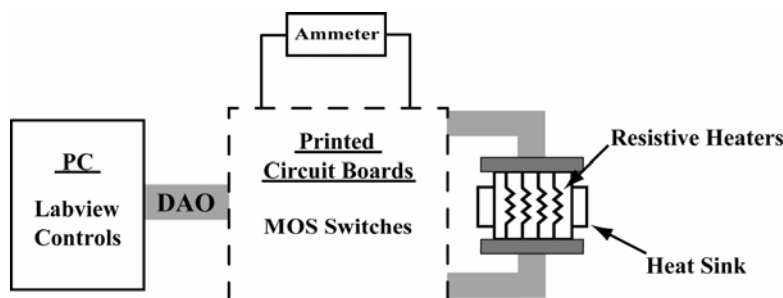 Ammeter
PC
Labview
Controls
DAO
Printed
Circuit Boards
MOS Switches
Resistive Heaters
Heat Sink